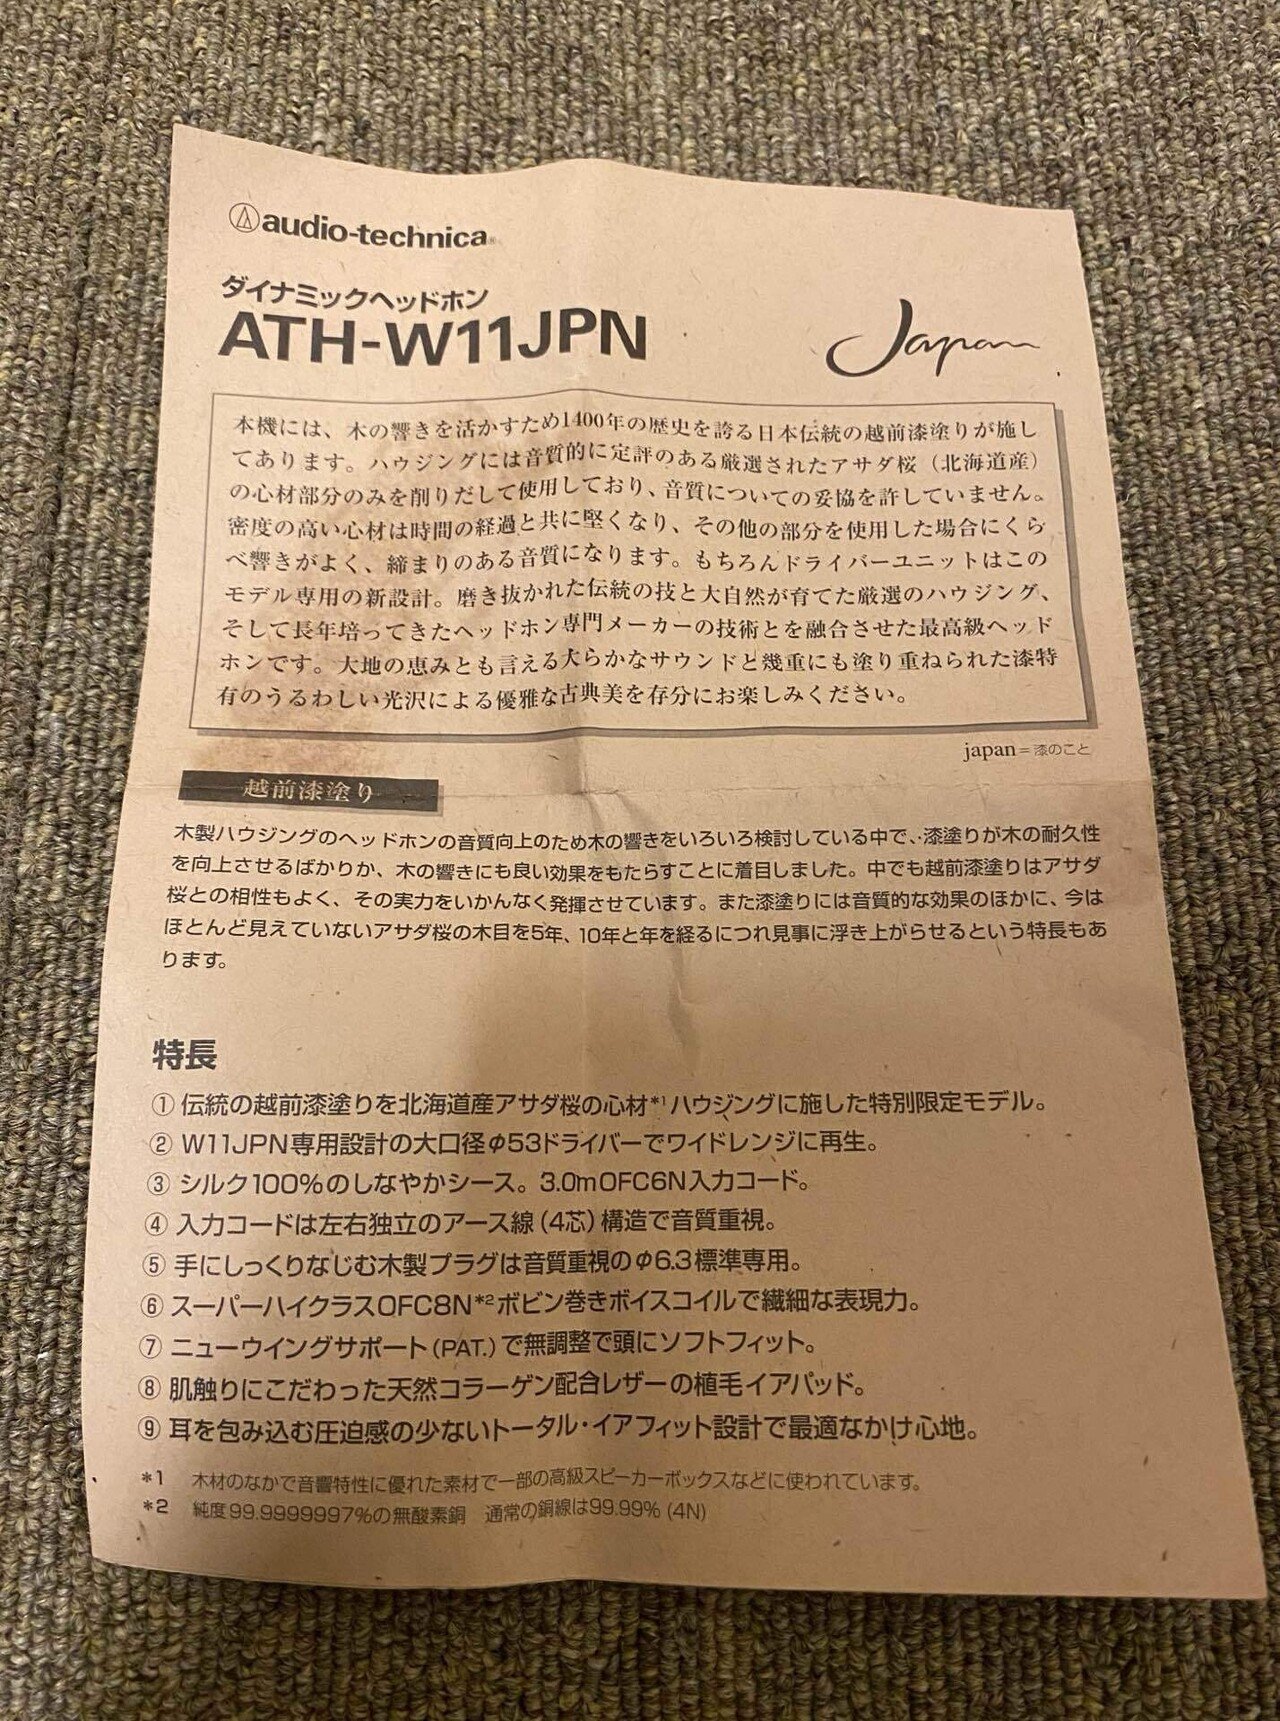 audio-technica®
ダイナミックヘッドホン
ATH-W11JPN
Japan
本機には、木の響きを活かすため1400年の歴史を誇る日本伝統の越前漆塗りが施し
てあります。ハウジングには音質的に定評のある厳選されたアサダ桜（北海道産）
の心材部分のみを削りだして使用しており、音質についての妥協を許していません。
密度の高い心材は時間の経過と共に堅くなり、その他の部分を使用した場合にくら
べ響きがよく、締まりのある音質になります。もちろんドライバーユニットはこの
モデル専用の新設計。磨き抜かれた伝統の技と大自然が育てた厳選のハウジング、
そして長年培ってきたヘッドホン専門メーカーの技術とを融合させた最高級ヘッド
ホンです。大地の恵みとも言える大らかなサウンドと幾重にも塗り重ねられた漆特
有のうるわしい光沢による優雅な古典美を存分にお楽しみください。
japan＝漆のこと
越前漆塗り
木製ハウジングのヘッドホンの音質向上のため木の響きをいろいろ検討している中で、漆塗りが木の耐久性
を向上させるばかりか、木の響きにも良い効果をもたらすことに着目しました。中でも越前漆塗りはアサダ
桜との相性もよく、その実力をいかんなく発揮させています。また漆塗りには音質的な効果のほかに、今は
ほとんど見えていないアサダ桜の木目を5年、10年と年を経るにつれ見事に浮き上がらせるという特長もあ
ります。
特長
① 伝統の越前漆塗りを北海道産アサダ桜の心材*1ハウジングに施した特別限定モデル。
② W11JPN専用設計の大口径φ53ドライバーでワイドレンジに再生。
③ シルク100%のしなやかシース。3.0mOFC6N入力コード。
④ 入力コードは左右独立のアース線（4芯）構造で音質重視。
⑤ 手にしっくりなじむ木製プラグは音質重視のφ6.3標準専用。
⑥ スーパーハイクラスOFC8N*2ボビン巻きボイスコイルで繊細な表現力。
⑦ ニューウイングサポート（PAT.）で無調整で頭にソフトフィット。
⑧ 肌触りにこだわった天然コラーゲン配合レザーの植毛イアパッド。
⑨ 耳を包み込む圧迫感の少ないトータル・イアフィット設計で最適なかけ心地。
*1 木材のなかで音響特性に優れた素材で一部の高級スピーカーボックスなどに使われています。
*2 純度99.9999997%の無酸素銅 通常の銅線は99.99%（4N）